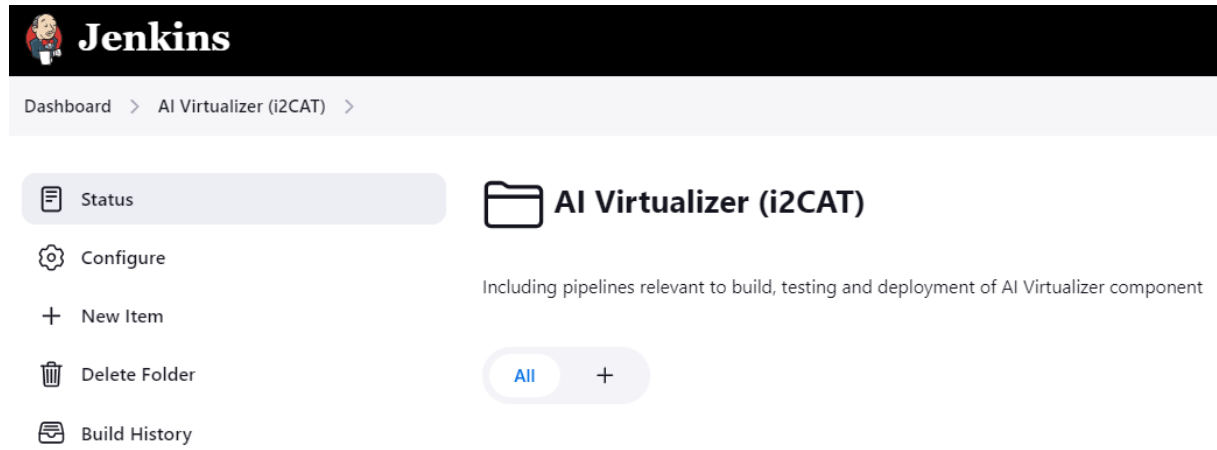 Jenkins
Dashboard > AI Virtualizer (i2CAT) >
Status
Configure
New Item
Delete Folder
Build History
AI Virtualizer (i2CAT)
Including pipelines relevant to build, testing and deployment of AI Virtualizer component
All +